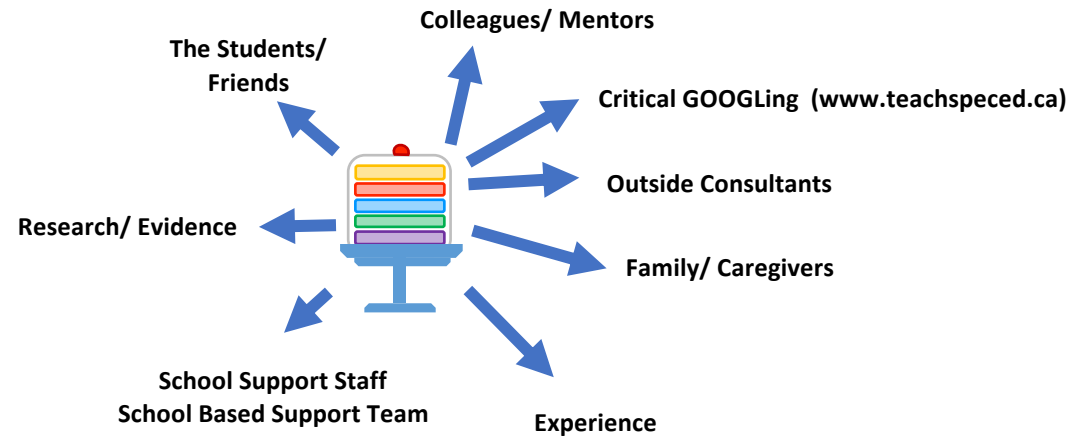 Colleagues/ Mentors
The Students/
Friends
Critical GOOGLing (www.teachspeced.ca)
Outside Consultants
Research/ Evidence
Family/ Caregivers
School Support Staff
School Based Support Team
Experience